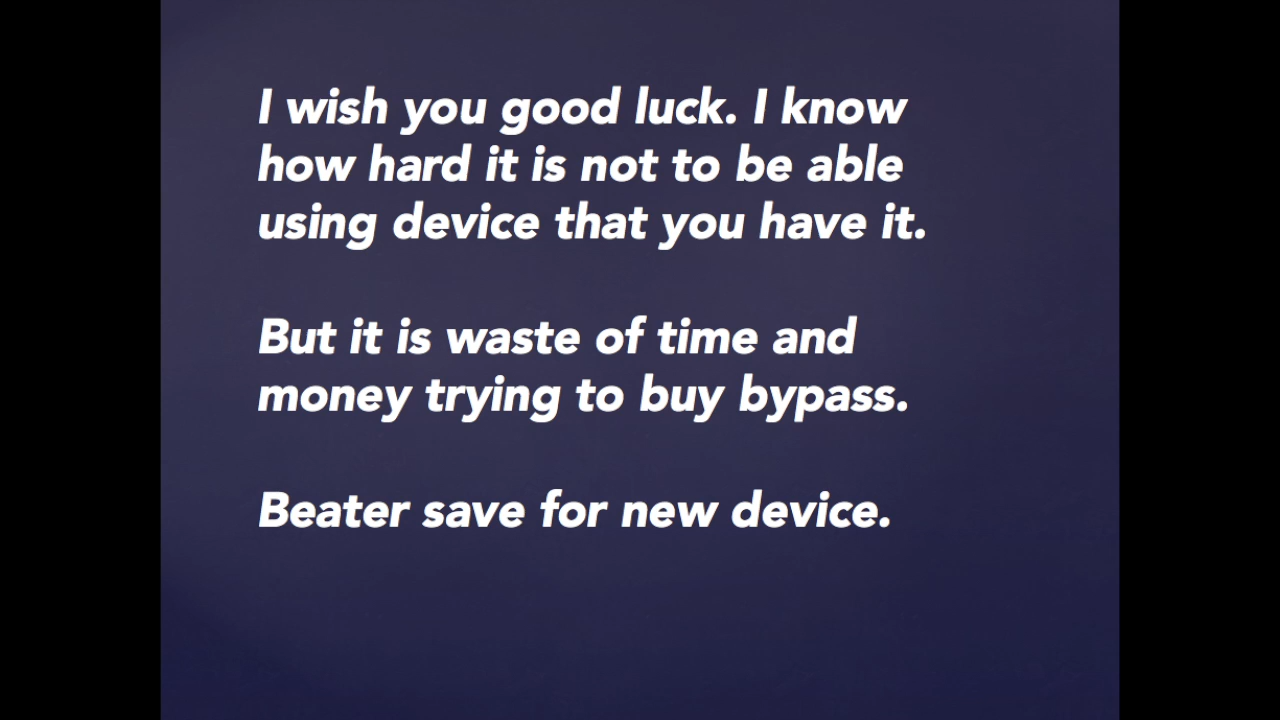 I wish you good luck. I know
how hard it is not to be able
using device that you have it.
But it is waste of time and
money trying to buy bypass.
Beater save for new device.